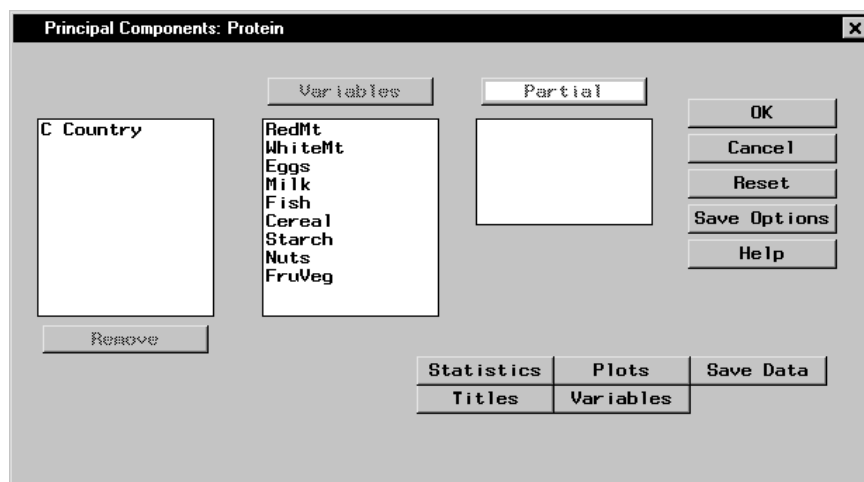 Principal Components: Protein
Variables
Partial
C Country
RedMt
WhiteMt
Eggs
Milk
Fish
Cereal
Starch
Nuts
FruVeg
OK
Cancel
Reset
Save Options
Help
Remove
Statistics
Plots
Save Data
Titles
Variables